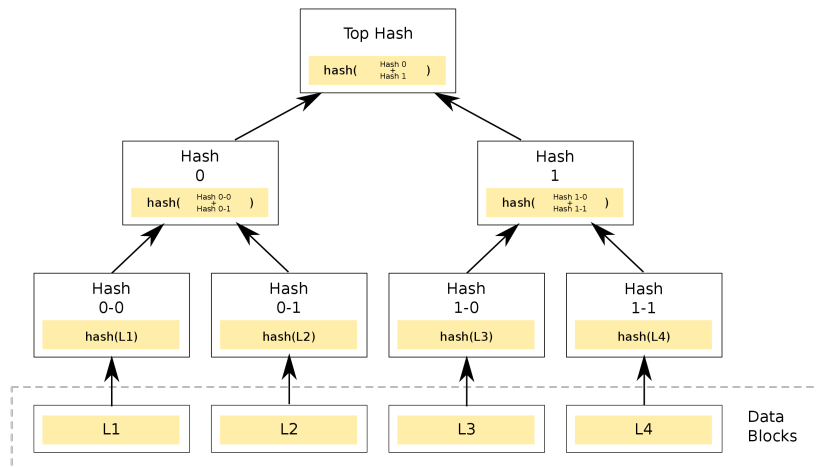 Top Hash
hash( Hash 0 + Hash 1 )
Hash
0
hash( Hash 0-0 + Hash 0-1 )
Hash
1
hash( Hash 1-0 + Hash 1-1 )
Hash
0-0
hash(L1)
Hash
0-1
hash(L2)
Hash
1-0
hash(L3)
Hash
1-1
hash(L4)
L1
L2
L3
L4
Data
Blocks